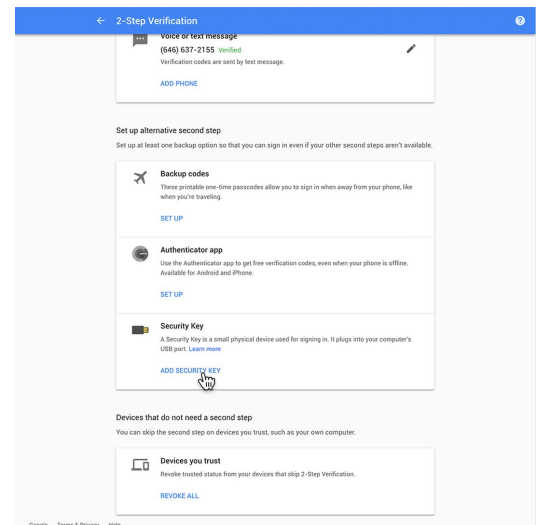 2-Step Verification
Voice or text message
(646) 637-2155 Verified
Verification codes are sent by text message.
ADD PHONE
Set up alternative second step
Set up at least one backup option so that you can sign in even if your other second steps aren't available.
Backup codes
These printable one-time passcodes allow you to sign in when away from your phone, like
when you're traveling.
SET UP
Authenticator app
Use the Authenticator app to get free verification codes, even when your phone is offline.
Available for Android and iPhone.
SET UP
Security Key
A Security Key is a small physical device used for signing in. It plugs into your computer's
USB port. Learn more
ADD SECURITY KEY
Devices that do not need a second step
You can skip the second step on devices you trust, such as your own computer.
Devices you trust
Revoke trusted status from your devices that skip 2-Step Verification.
REVOKE ALL
Google Terms & Privacy Help